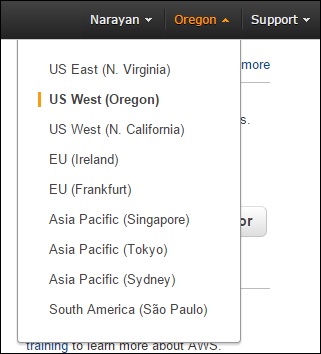 Narayan Oregon Support
US East (N. Virginia)
more
US West (Oregon)
US West (N. California)
s.
EU (Ireland)
EU (Frankfurt)
Asia Pacific (Singapore)
or
Asia Pacific (Tokyo)
Asia Pacific (Sydney)
South America (São Paulo)
training to learn more about AWS.